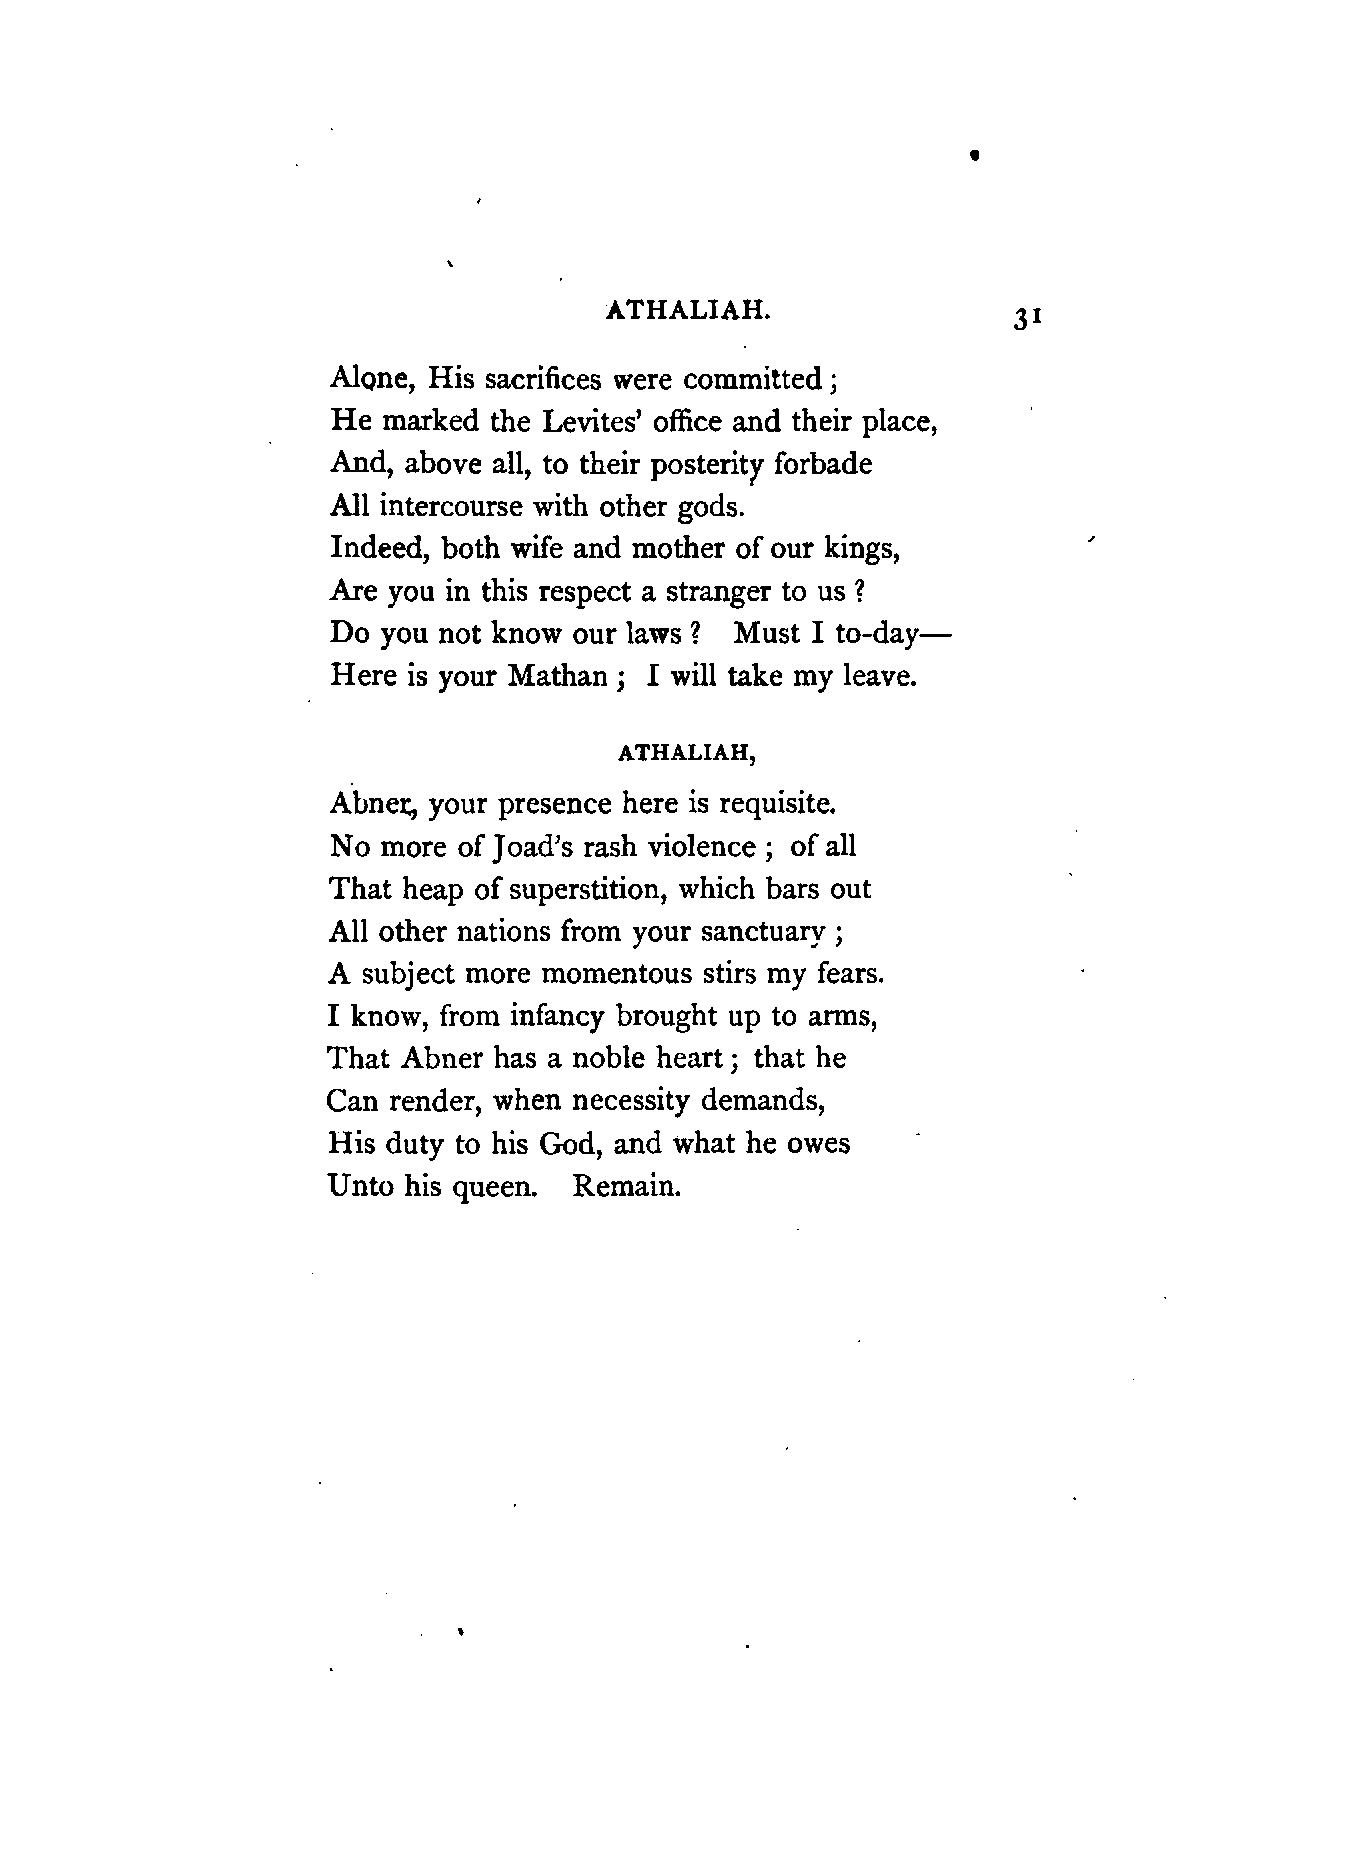 ATHALIAH. 31
Alone, His sacrifices were committed ;
He marked the Levites' office and their place,
And, above all, to their posterity forbade
All intercourse with other gods.
Indeed, both wife and mother of our kings,
Are you in this respect a stranger to us ?
Do you not know our laws ? Must I to-day—
Here is your Mathan ; I will take my leave.
ATHALIAH,
Abner, your presence here is requisite.
No more of Joad's rash violence ; of all
That heap of superstition, which bars out
All other nations from your sanctuary ;
A subject more momentous stirs my fears.
I know, from infancy brought up to arms,
That Abner has a noble heart ; that he
Can render, when necessity demands,
His duty to his God, and what he owes
Unto his queen. Remain.